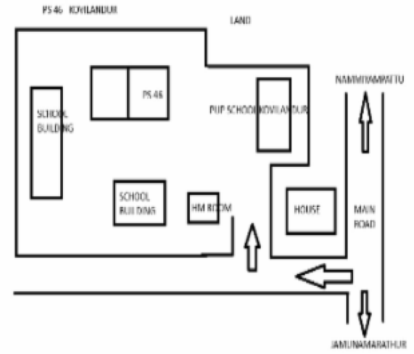 PS 46 KOVILANDUR
LAND
NAMMIYAMPATTU
PS 46
SCHOOL
BUILDING
PUP SCHOOL KOVILANDUR
SCHOOL
BUILDING
HM ROOM
HOUSE
MAIN
ROAD
JAMUNAMARATHUR